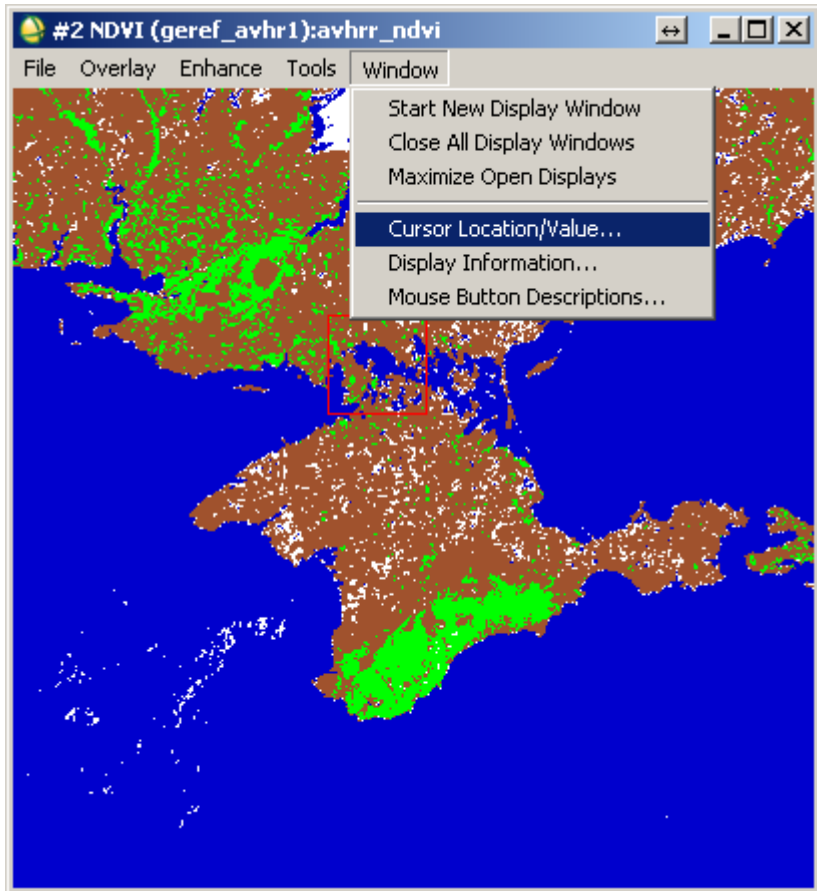 #2 NDVI (geref_avhr1):avhrr_ndvi
File Overlay Enhance Tools Window
Start New Display Window
Close All Display Windows
Maximize Open Displays
Cursor Location/Value...
Display Information...
Mouse Button Descriptions...